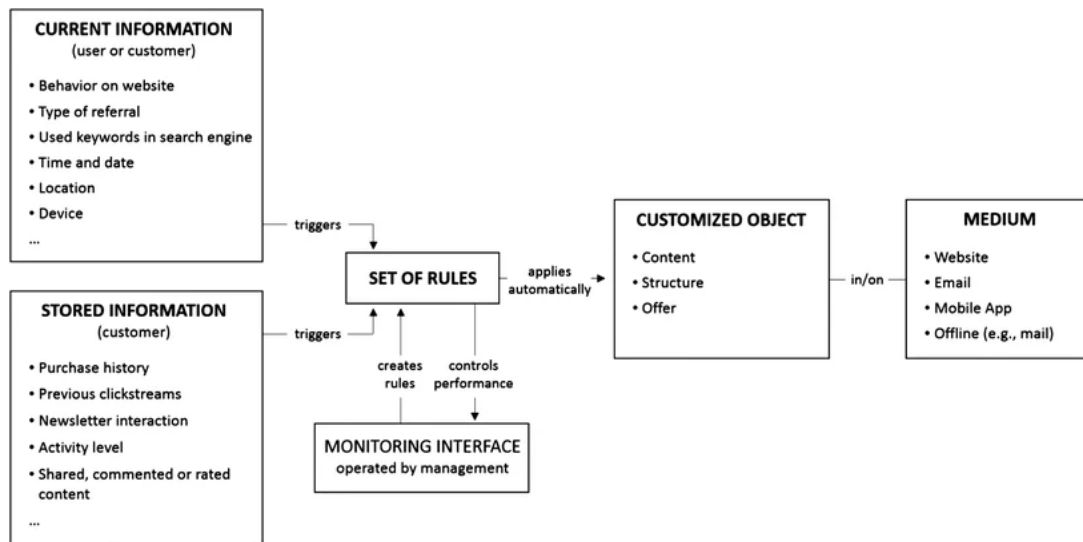 CURRENT INFORMATION
(user or customer)
• Behavior on website
• Type of referral
• Used keywords in search engine
• Time and date
• Location
• Device
...
STORED INFORMATION
(customer)
• Purchase history
• Previous clickstreams
• Newsletter interaction
• Activity level
• Shared, commented or rated
content
...
triggers
triggers
SET OF RULES
creates
rules
controls
performance
MONITORING INTERFACE
operated by management
applies
automatically
CUSTOMIZED OBJECT
• Content
• Structure
• Offer
in/on
MEDIUM
• Website
• Email
• Mobile App
• Offline (e.g., mail)